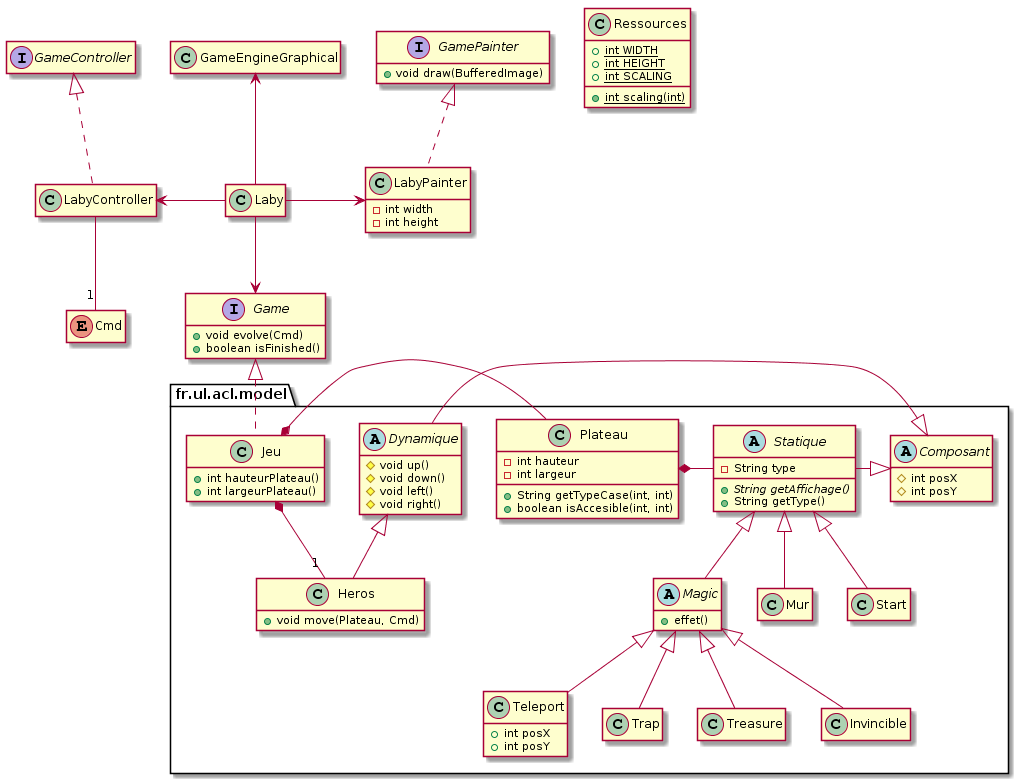 C Ressources
int WIDTH
int HEIGHT
int SCALING
int scaling(int)
I GameController
C GameEngineGraphical
I GamePainter
void draw(BufferedImage)
C LabyController
C Laby
C LabyPainter
int width
int height
1
E Cmd
I Game
void evolve(Cmd)
boolean isFinished()
fr.ul.acl.model
C Jeu
int hauteurPlateau()
int largeurPlateau()
A Dynamique
void up()
void down()
void left()
void right()
C Plateau
int hauteur
int largeur
String getTypeCase(int, int)
boolean isAccesible(int, int)
A Statique
String type
String getAffichage()
String getType()
A Composant
int posX
int posY
1
C Heros
void move(Plateau, Cmd)
A Magic
effet()
C Mur
C Start
C Teleport
int posX
int posY
C Trap
C Treasure
C Invincible